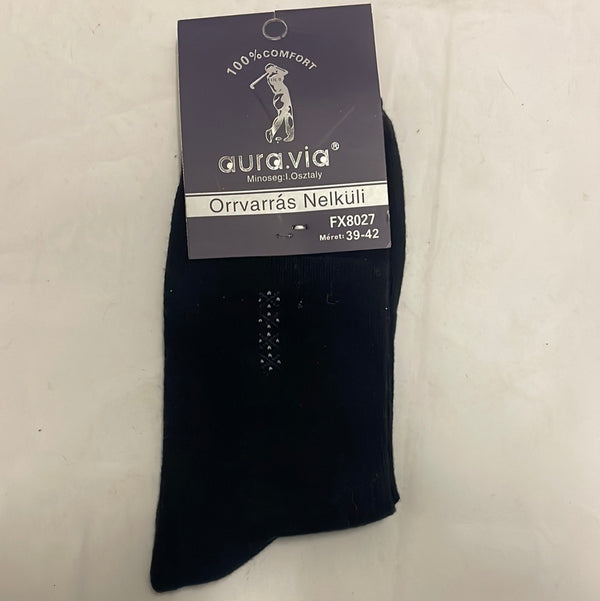 100%COMFORT
aura.via®
Minoseg:I.Osztaly
Orrvarrás Nelküli
FX8027
Méret: 39-42